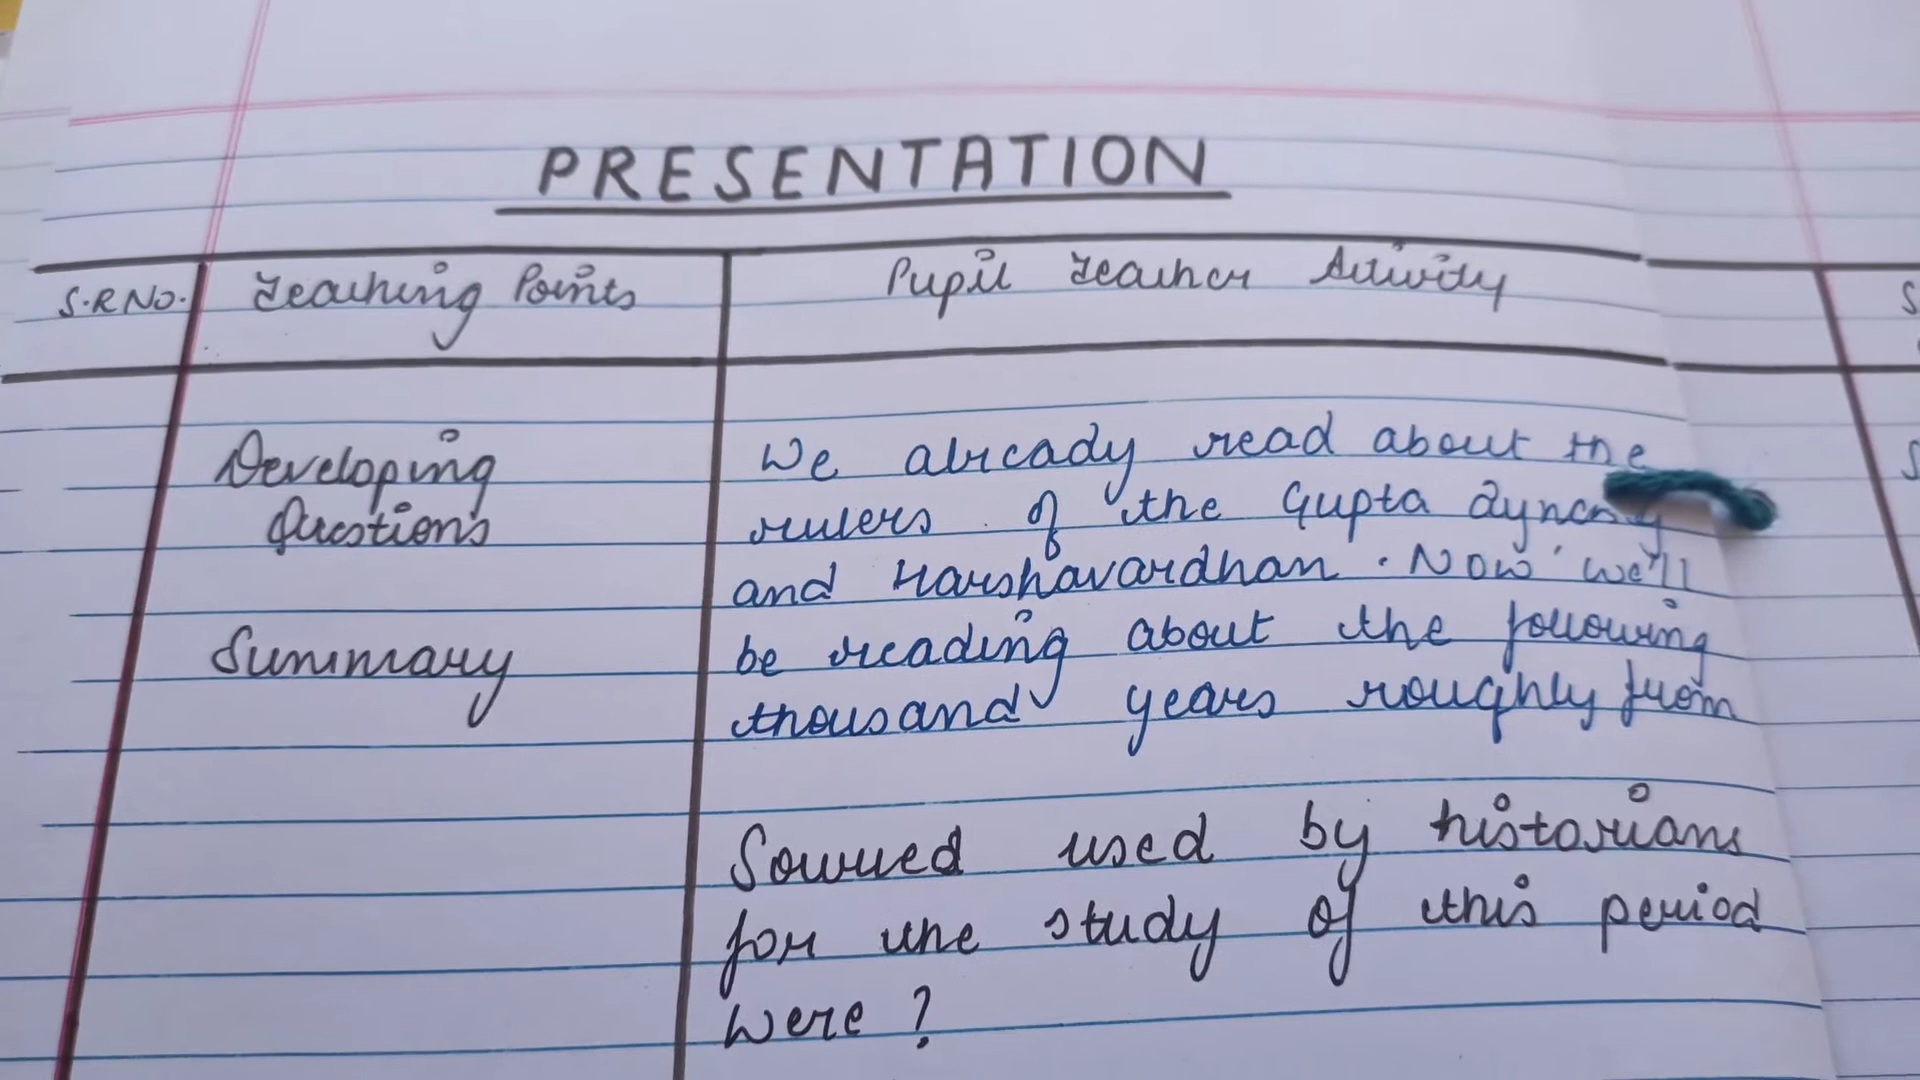 PRESENTATION
S.R NO. Teaching Points Pupil Teacher Activity
Developing
Questions
Summary
We already read about the
rulers of the Gupta dynasty
and Harshavardhan. Now we'll
be reading about the following
thousand years roughly from
Sourced used by historians
for the study of this period
were ?
S
S